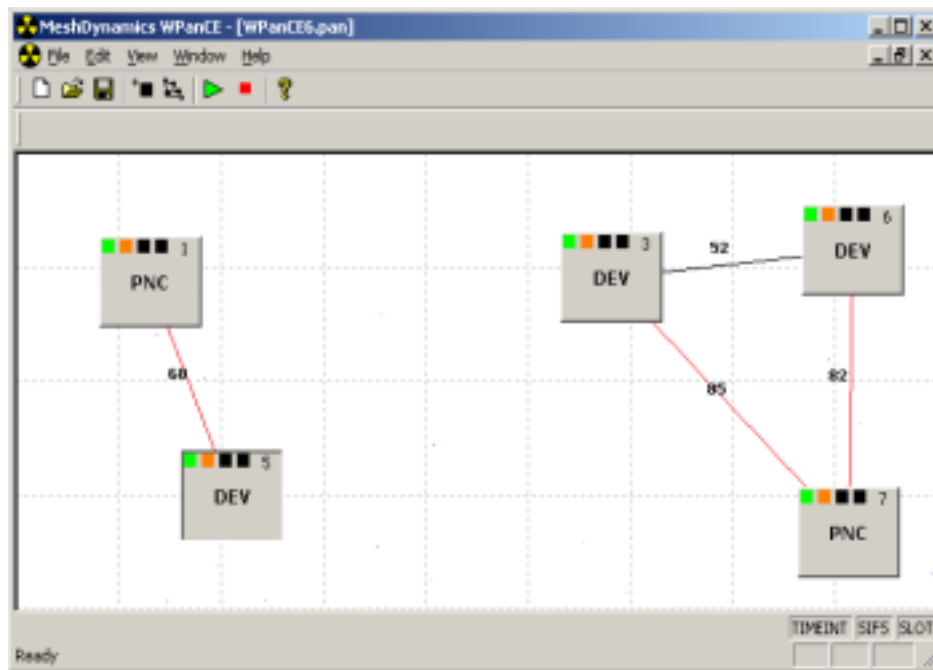 MeshDynamics WPanCE - [WPanCE6.pan]
File Edit View Window Help
1
PNC
60
5
DEV
3
DEV
52
6
DEV
85
82
7
PNC
TIMEINT SIFS SLOT
Ready